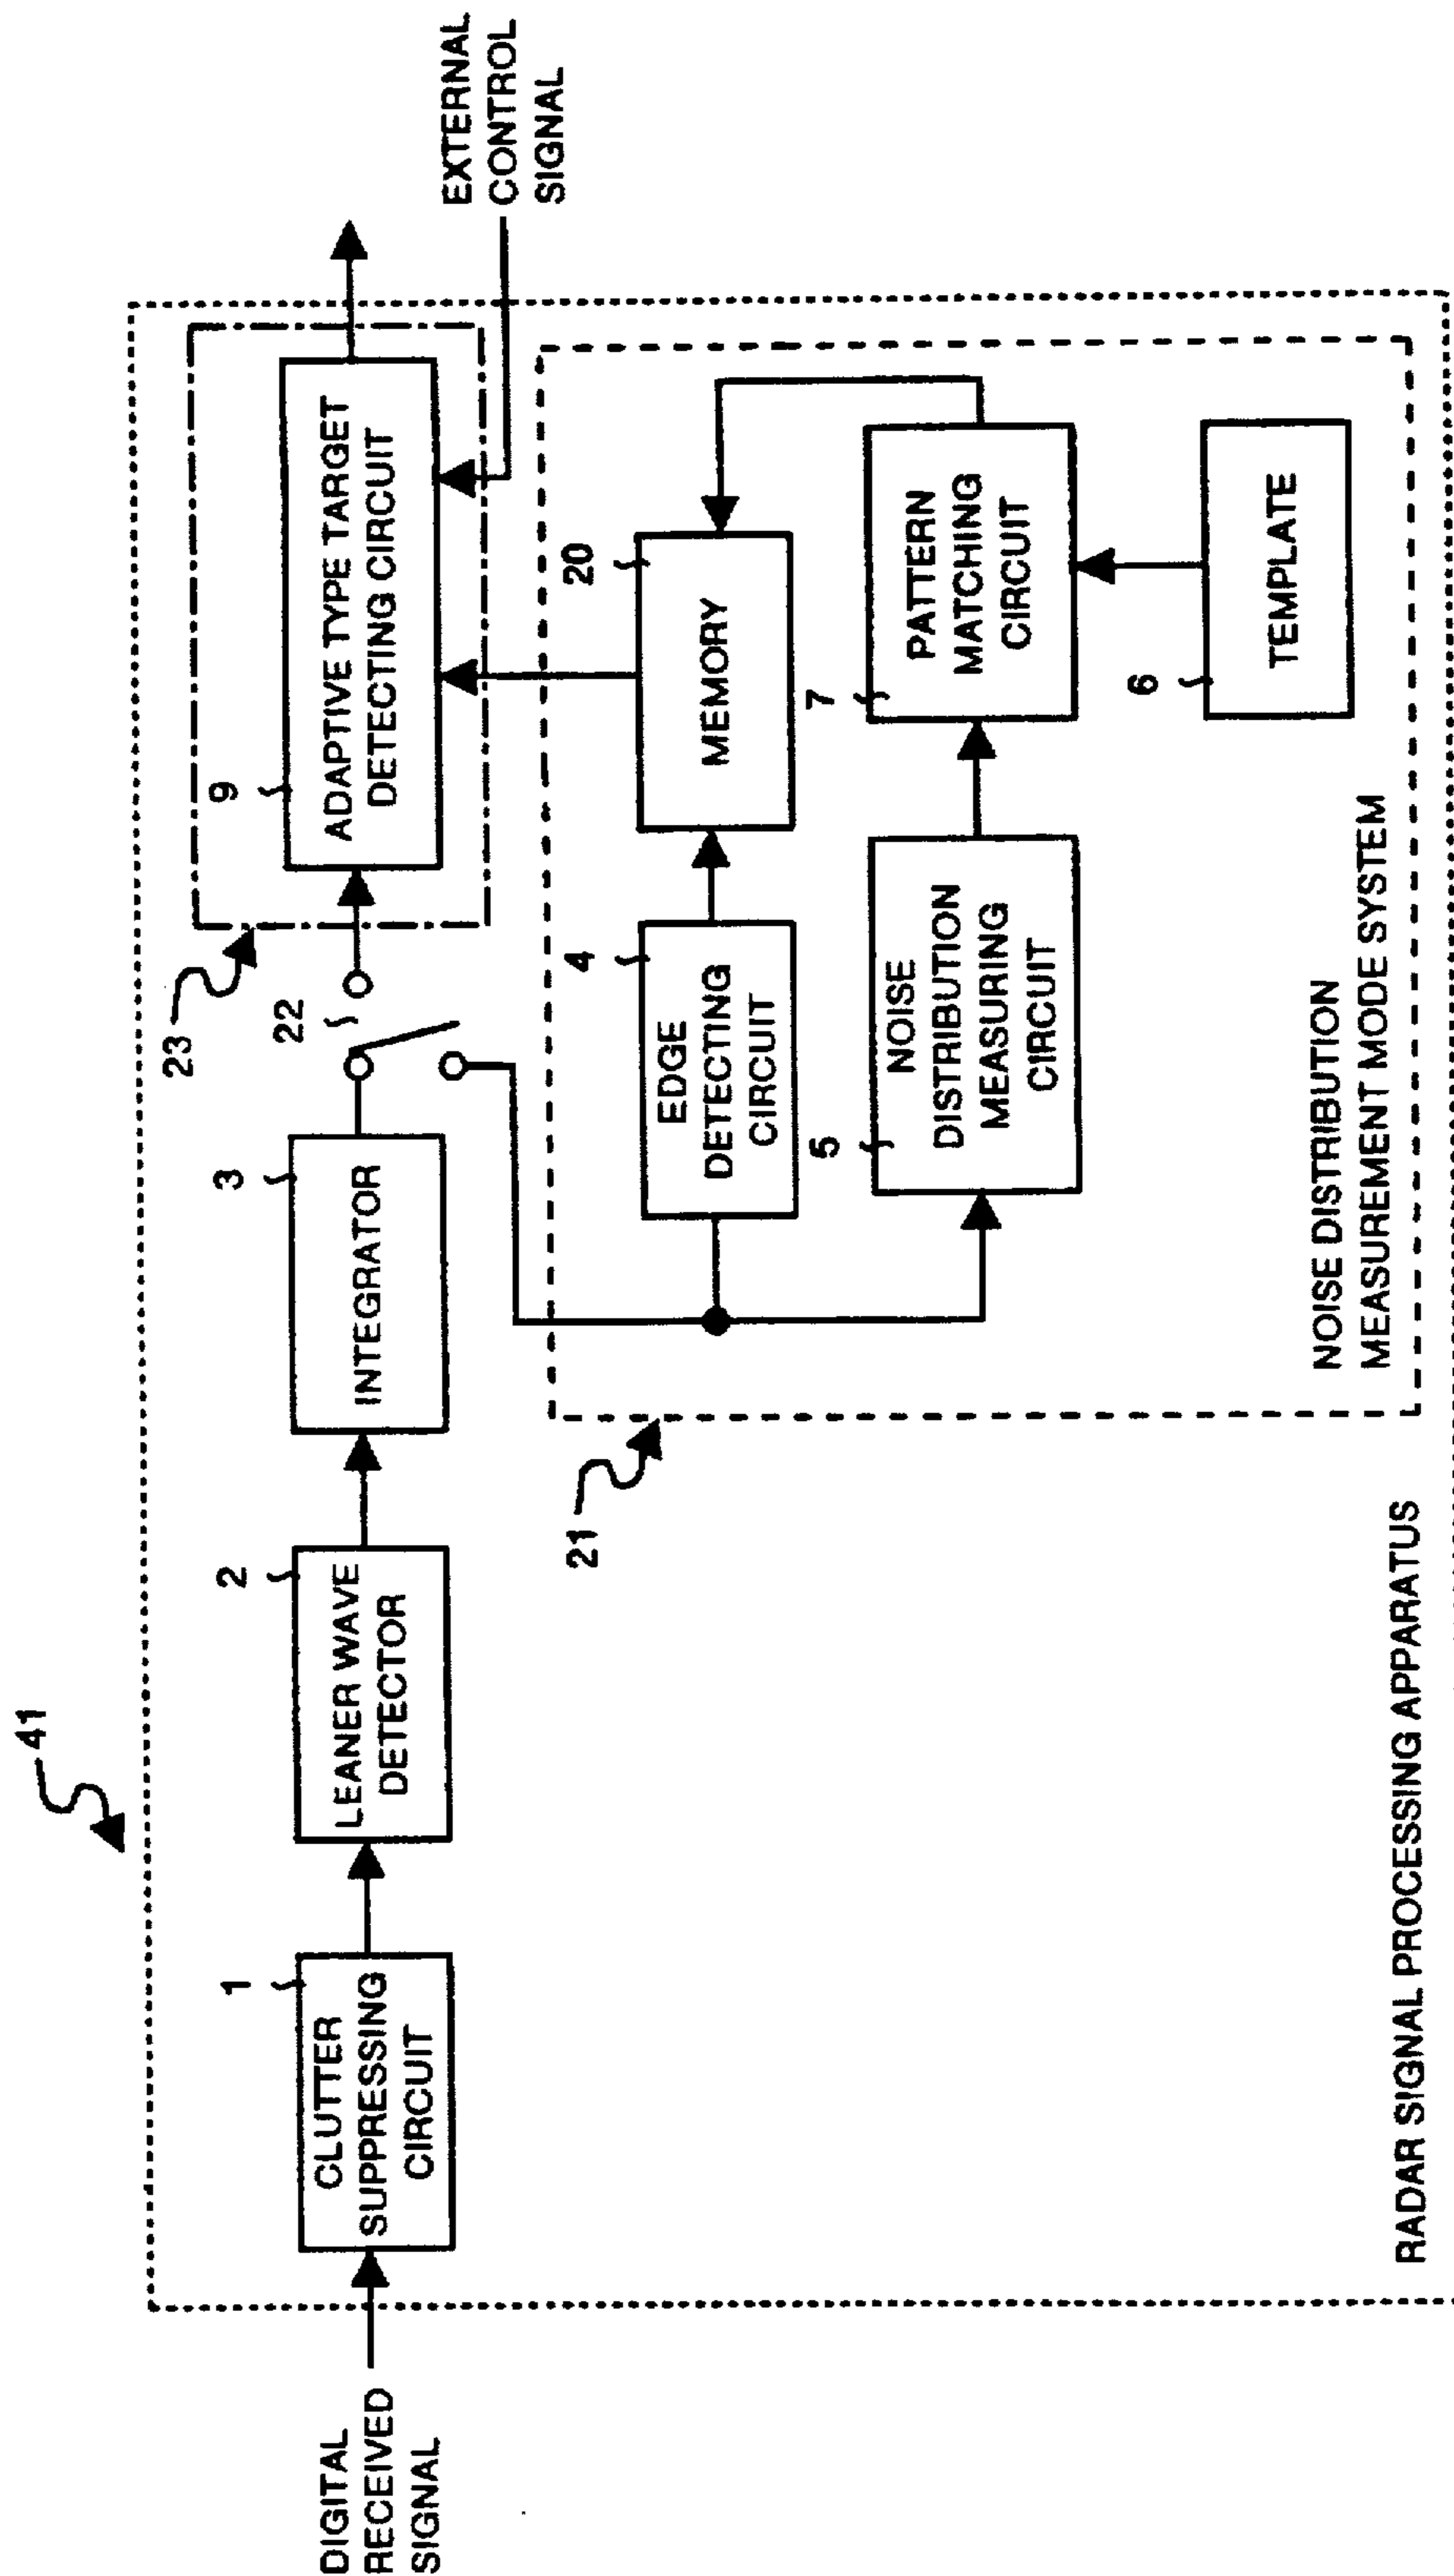 41
DIGITAL
RECEIVED
SIGNAL
1
CLUTTER
SUPPRESSING
CIRCUIT
2
LEANER WAVE
DETECTOR
3
INTEGRATOR
22
23
9
ADAPTIVE TYPE TARGET
DETECTING CIRCUIT
EXTERNAL
CONTROL
SIGNAL
21
4
EDGE
DETECTING
CIRCUIT
20
MEMORY
5
NOISE
DISTRIBUTION
MEASURING
CIRCUIT
7
PATTERN
MATCHING
CIRCUIT
6
TEMPLATE
NOISE DISTRIBUTION
MEASUREMENT MODE SYSTEM
RADAR SIGNAL PROCESSING APPARATUS